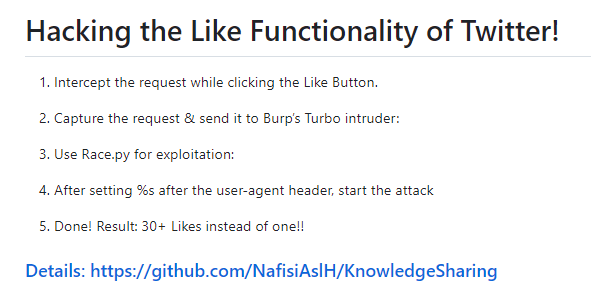 Hacking the Like Functionality of Twitter!
1. Intercept the request while clicking the Like Button.
2. Capture the request & send it to Burp's Turbo intruder:
3. Use Race.py for exploitation:
4. After setting %s after the user-agent header, start the attack
5. Done! Result: 30+ Likes instead of one!!
Details: https://github.com/NafisiAslH/KnowledgeSharing